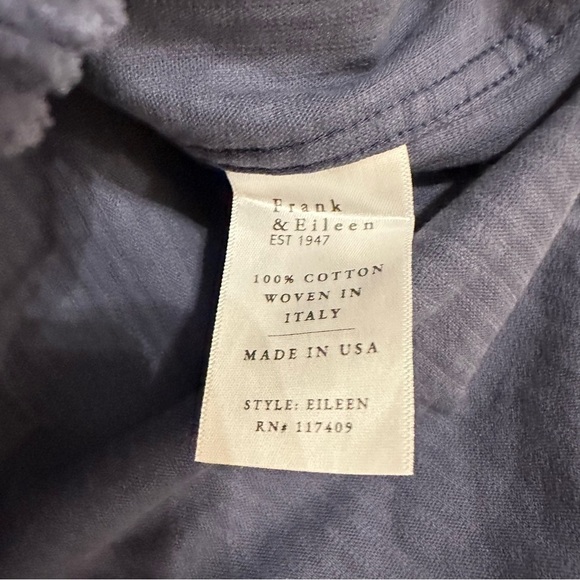 Frank
& Eileen
EST 1947
100% COTTON
WOVEN IN
ITALY
MADE IN USA
STYLE: EILEEN
RN# 117409